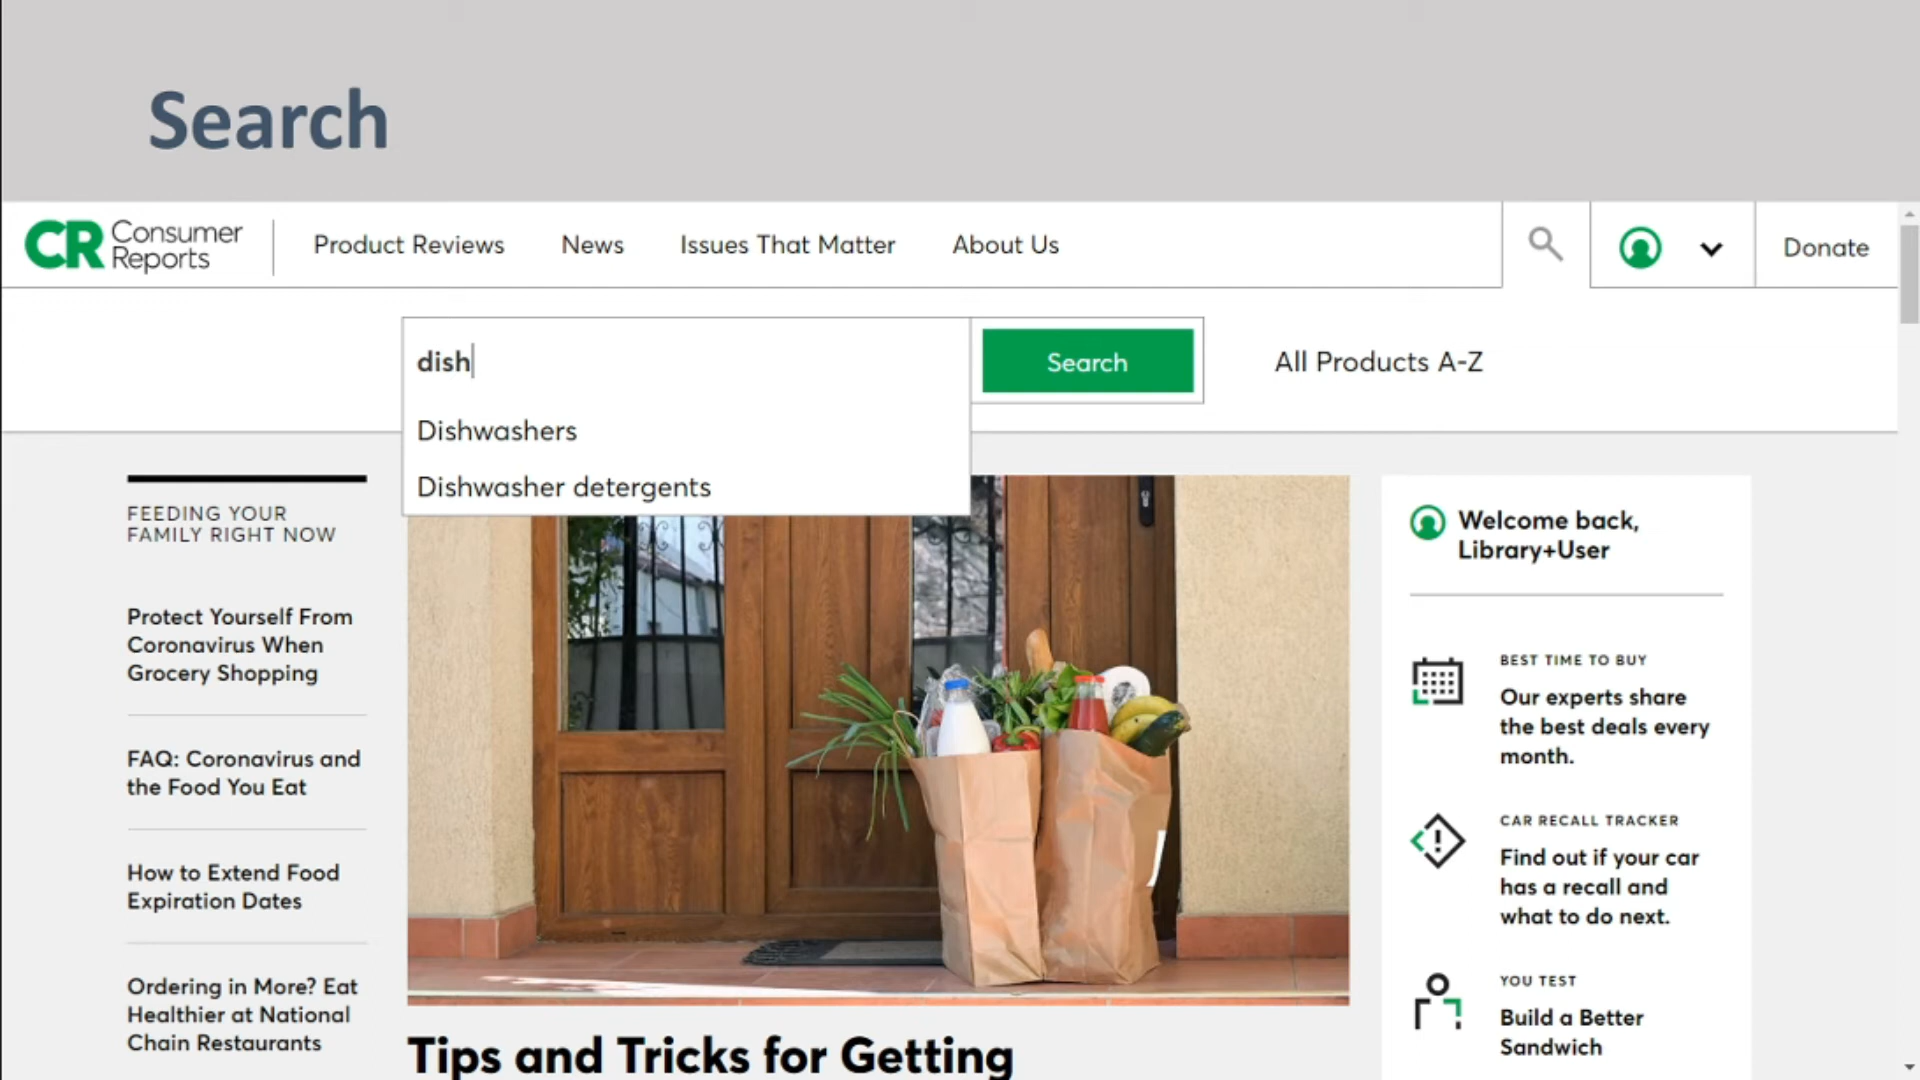 Search
CR Consumer
Reports
Product Reviews
News
Issues That Matter
About Us
Donate
dish
Search
All Products A-Z
Dishwashers
Dishwasher detergents
FEEDING YOUR
FAMILY RIGHT NOW
Protect Yourself From
Coronavirus When
Grocery Shopping
FAQ: Coronavirus and
the Food You Eat
How to Extend Food
Expiration Dates
Ordering in More? Eat
Healthier at National
Chain Restaurants
Tips and Tricks for Getting
Welcome back,
Library+User
BEST TIME TO BUY
Our experts share
the best deals every
month.
CAR RECALL TRACKER
Find out if your car
has a recall and
what to do next.
YOU TEST
Build a Better
Sandwich